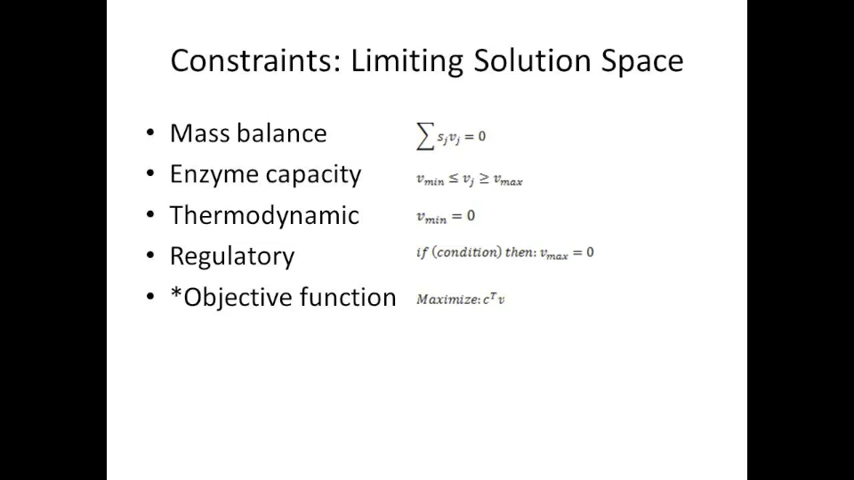 Constraints: Limiting Solution Space
• Mass balance ∑ sⱼvⱼ = 0
• Enzyme capacity vₘᵢₙ ≤ vⱼ ≥ vₘₐₓ
• Thermodynamic vₘᵢₙ = 0
• Regulatory if (condition) then: vₘₐₓ = 0
• *Objective function Maximize: cᵀv